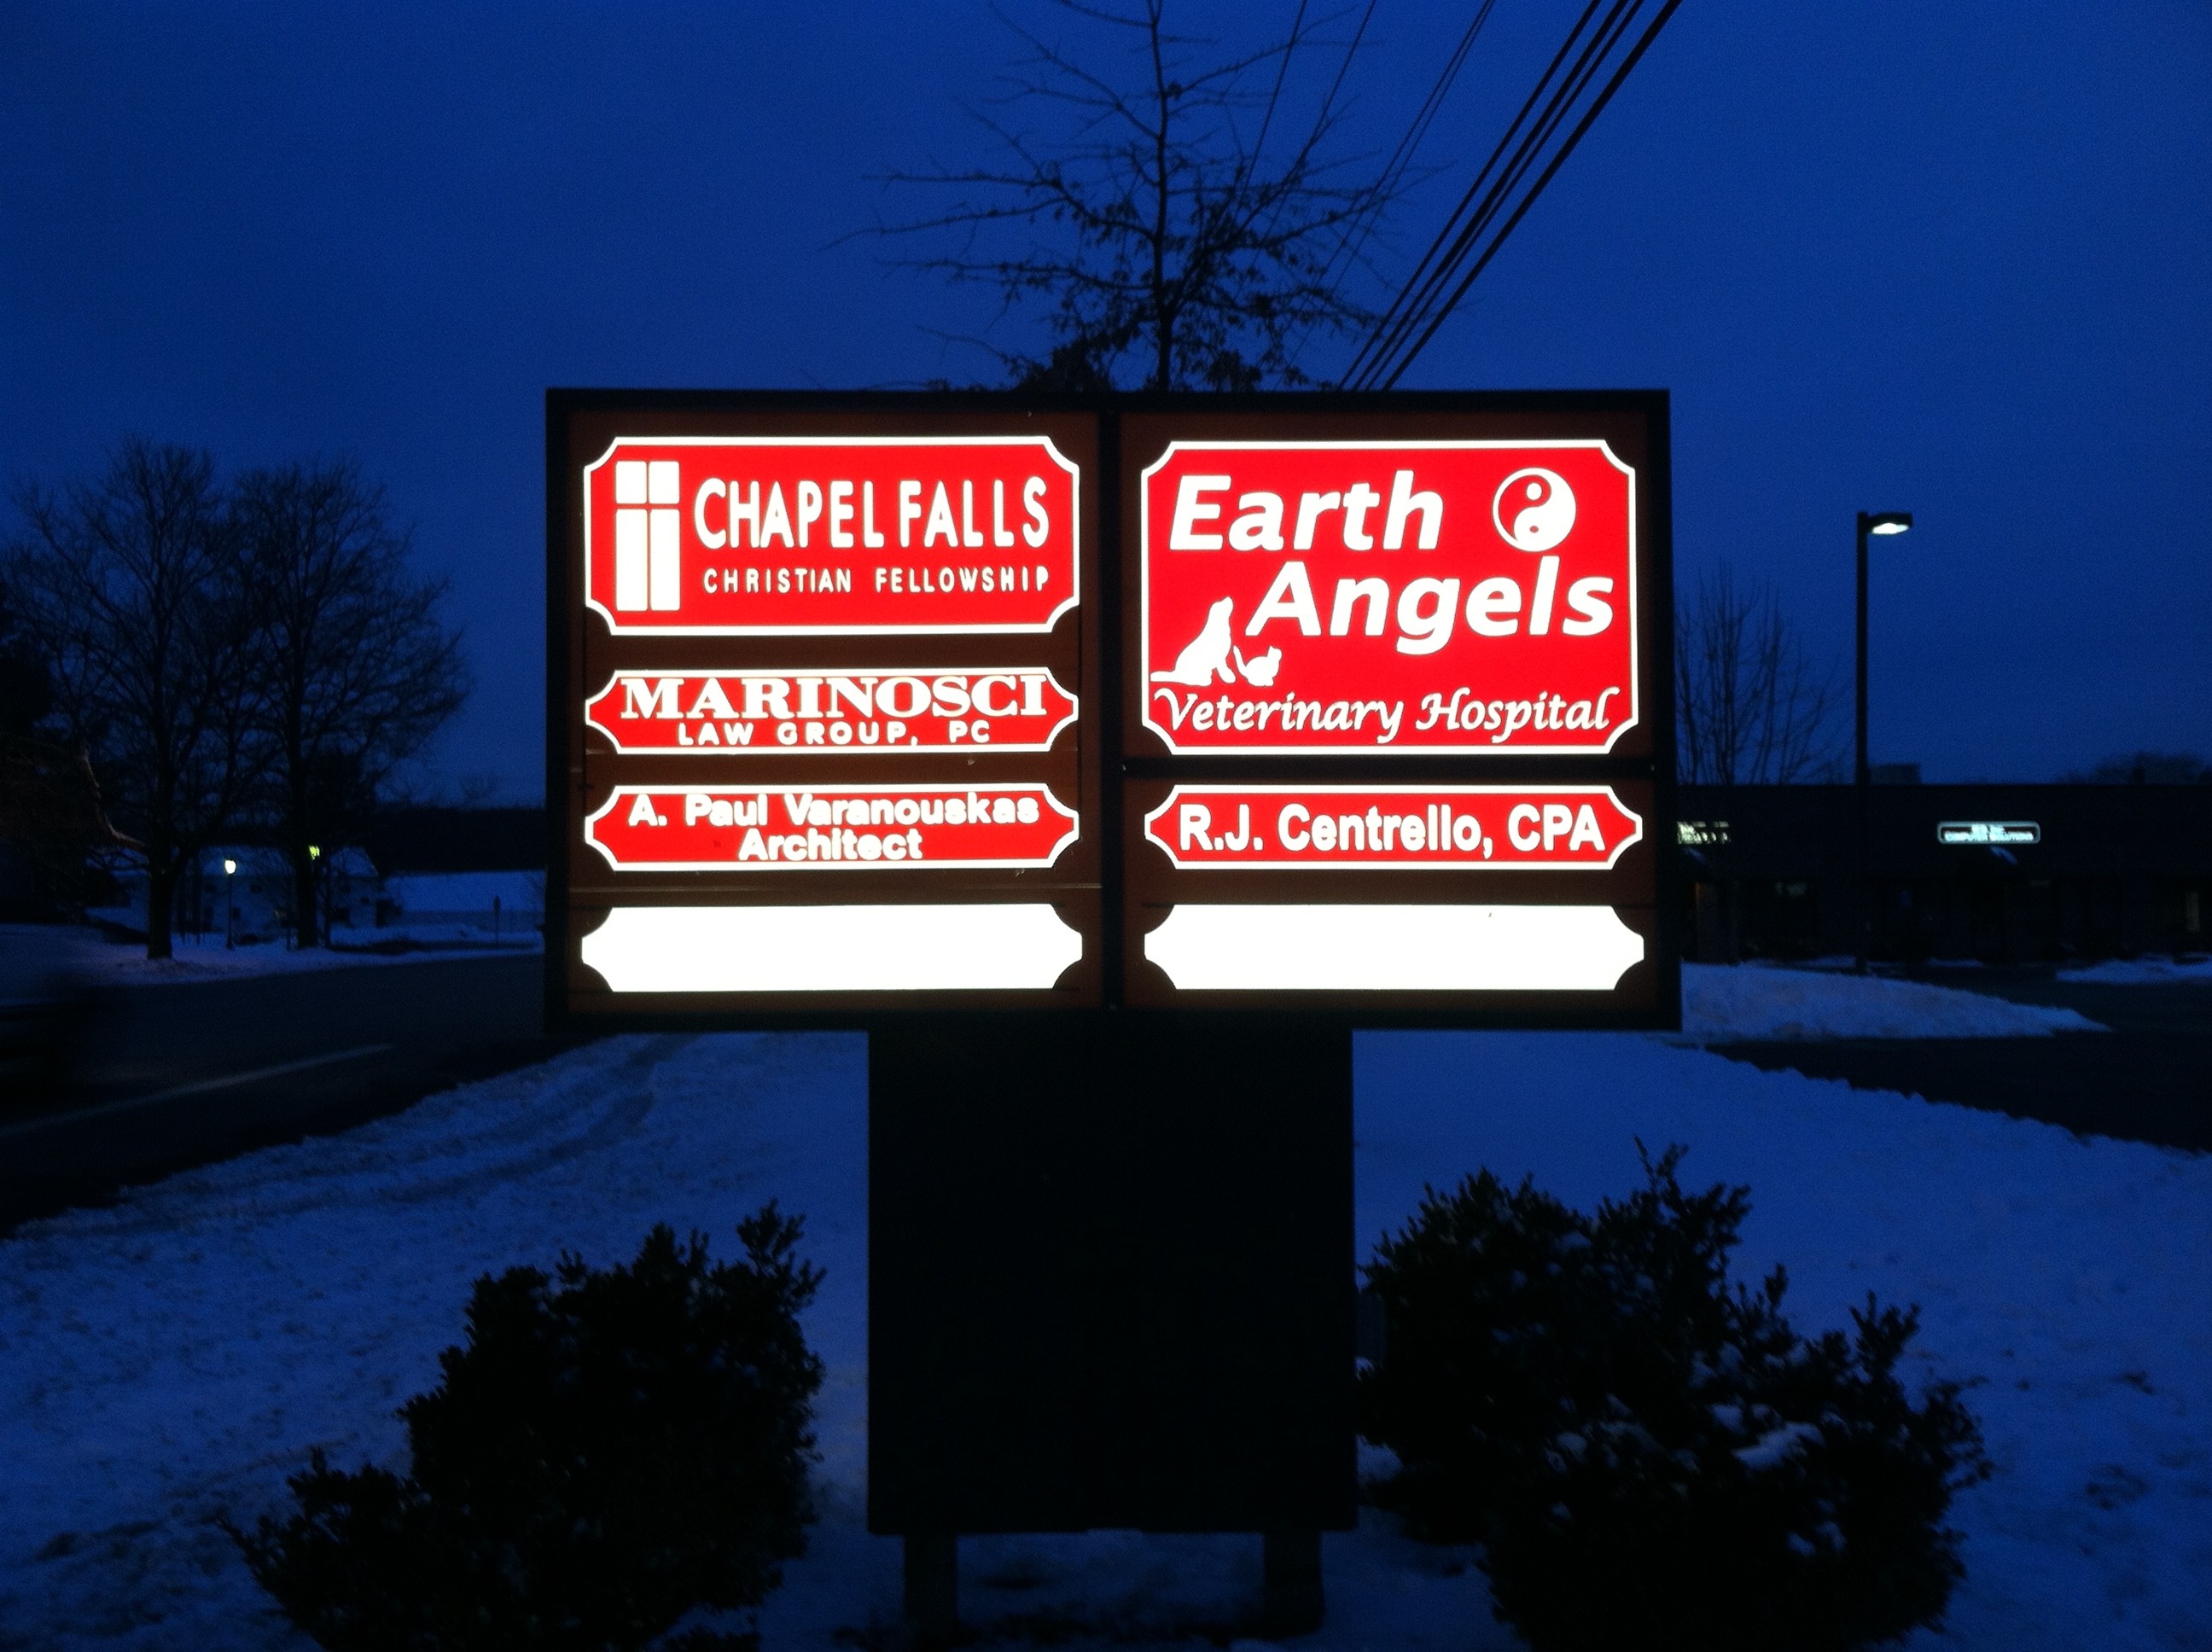 CHAPEL FALLS
CHRISTIAN FELLOWSHIP
MARINOSCI
LAW GROUP, PC
A. Paul Varanouskas
Architect
Earth
Angels
Veterinary Hospital
R.J. Centrello, CPA